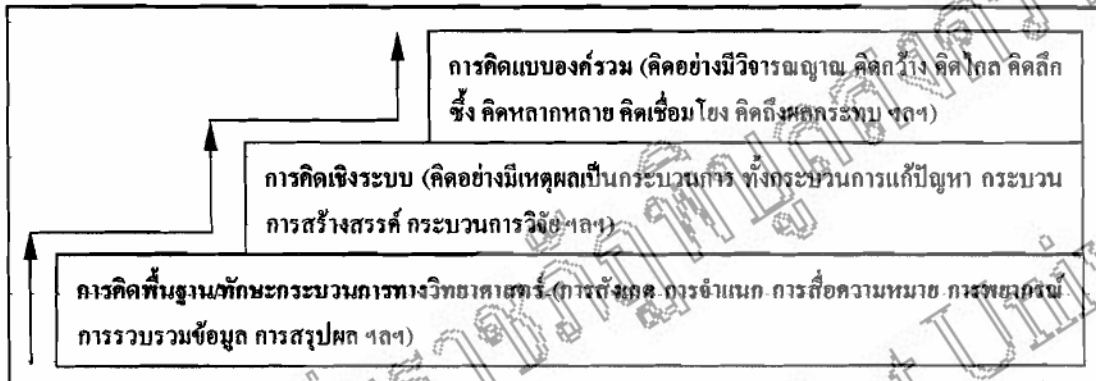 การคิดแบบองค์รวม (คิดอย่างมีวิจารณญาณ คิดกว้าง คิดไกล คิดลึก
ซึ้ง คิดหลากหลาย คิดเชื่อมโยง คิดถึงผลกระทบ ฯลฯ)
การคิดเชิงระบบ (คิดอย่างมีเหตุผลเป็นกระบวนการ ทั้งกระบวนการแก้ปัญหา กระบวน
การสร้างสรรค์ กระบวนการวิจัย ฯลฯ)
การคิดพื้นฐาน/ทักษะกระบวนการทางวิทยาศาสตร์ (การสังเกต การจำแนก การสื่อความหมาย การพยากรณ์
การรวบรวมข้อมูล การสรุปผล ฯลฯ)